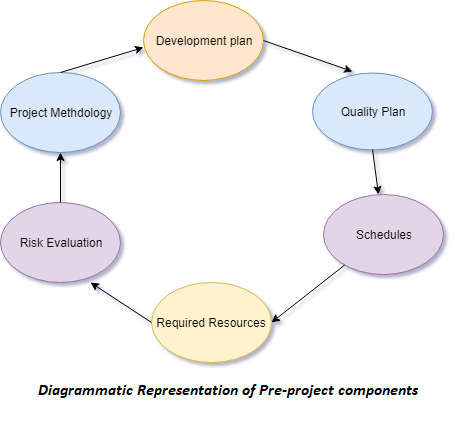 Development plan
Quality Plan
Schedules
Required Resources
Risk Evaluation
Project Methdology
Diagrammatic Representation of Pre-project components